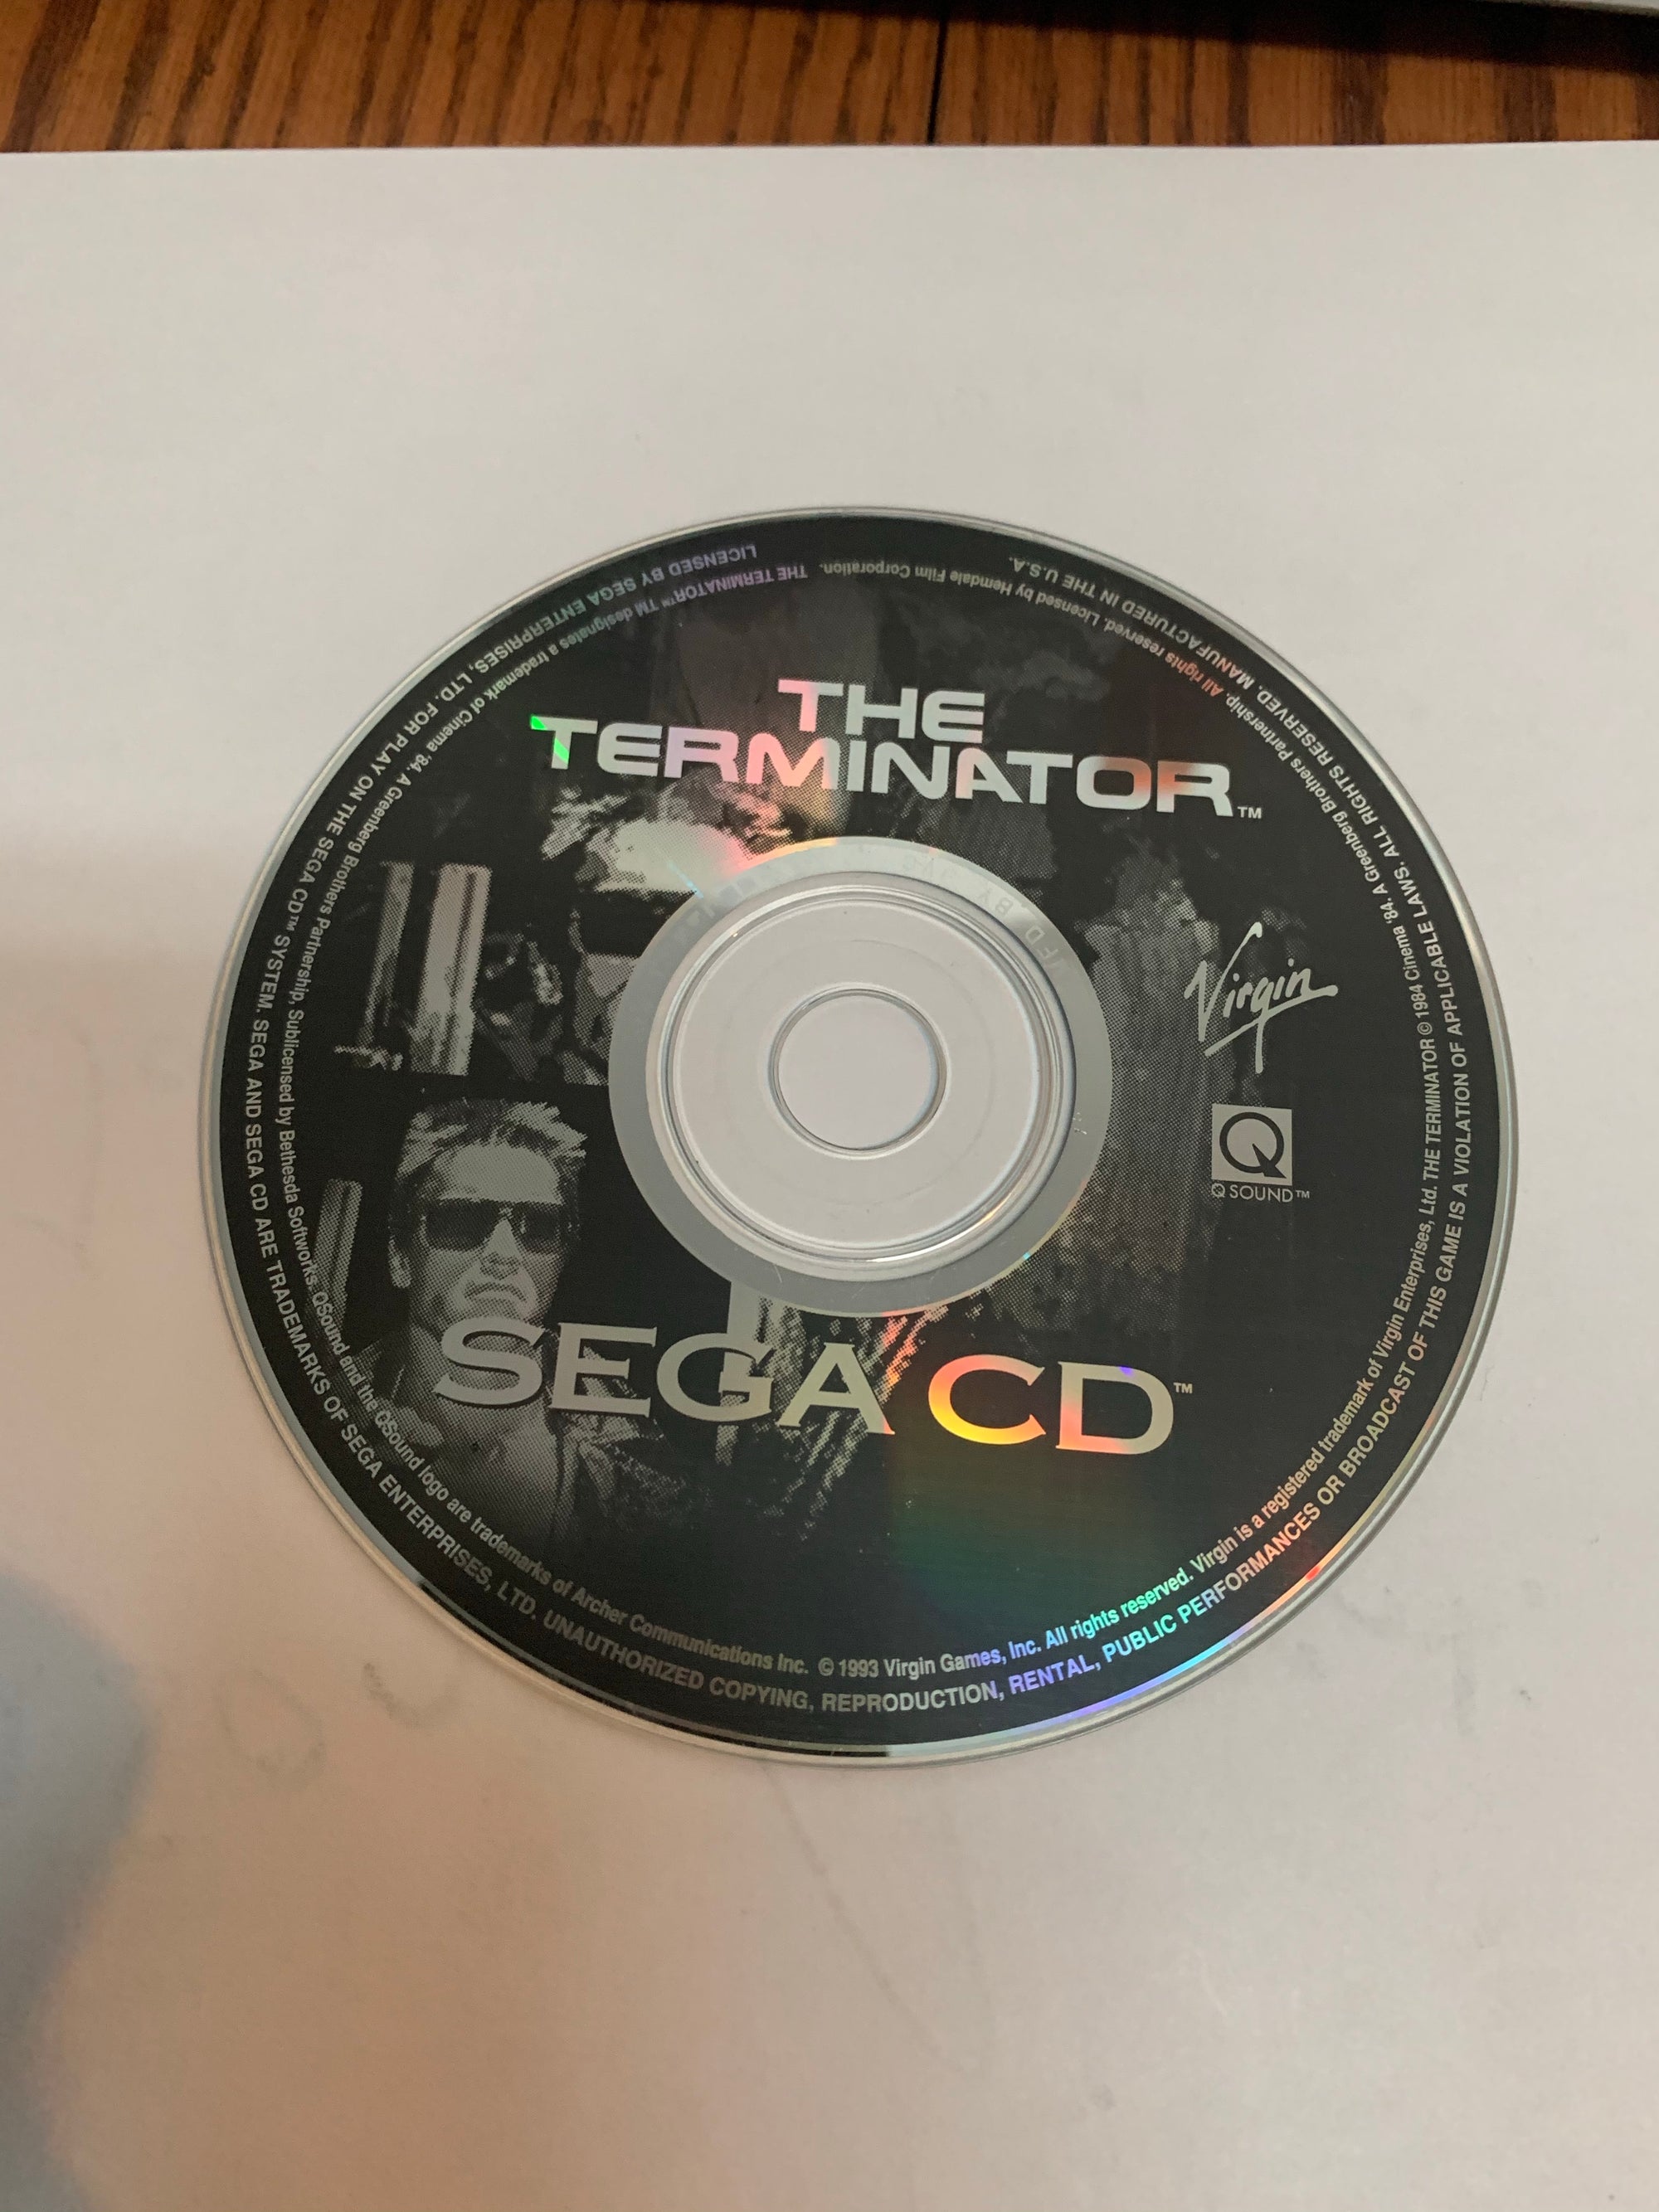 THE
TERMINATOR™
Virgin
Q
Q SOUND™
SEGA CD™
LICENSED BY SEGA ENTERPRISES, LTD. FOR PLAY ON THE SEGA CD™ SYSTEM. SEGA AND SEGA CD ARE TRADEMARKS OF SEGA ENTERPRISES, LTD. UNAUTHORIZED COPYING, REPRODUCTION, RENTAL, PUBLIC PERFORMANCES OR BROADCAST OF THIS GAME IS A VIOLATION OF APPLICABLE LAWS. ALL RIGHTS RESERVED. MANUFACTURED IN THE U.S.A.
THE TERMINATOR™ TM designates a trademark of Cinema '84, A Greenberg Brothers Partnership, Sublicensed by Bethesda Softworks. QSound and the QSound logo are trademarks of Archer Communications Inc. © 1993 Virgin Games, Inc. All rights reserved. Virgin is a registered trademark of Virgin Enterprises, Ltd. THE TERMINATOR © 1984 Cinema '84. A Greenberg Brothers Partnership. All rights reserved. Licensed by Hemdale Film Corporation.
MFD BY